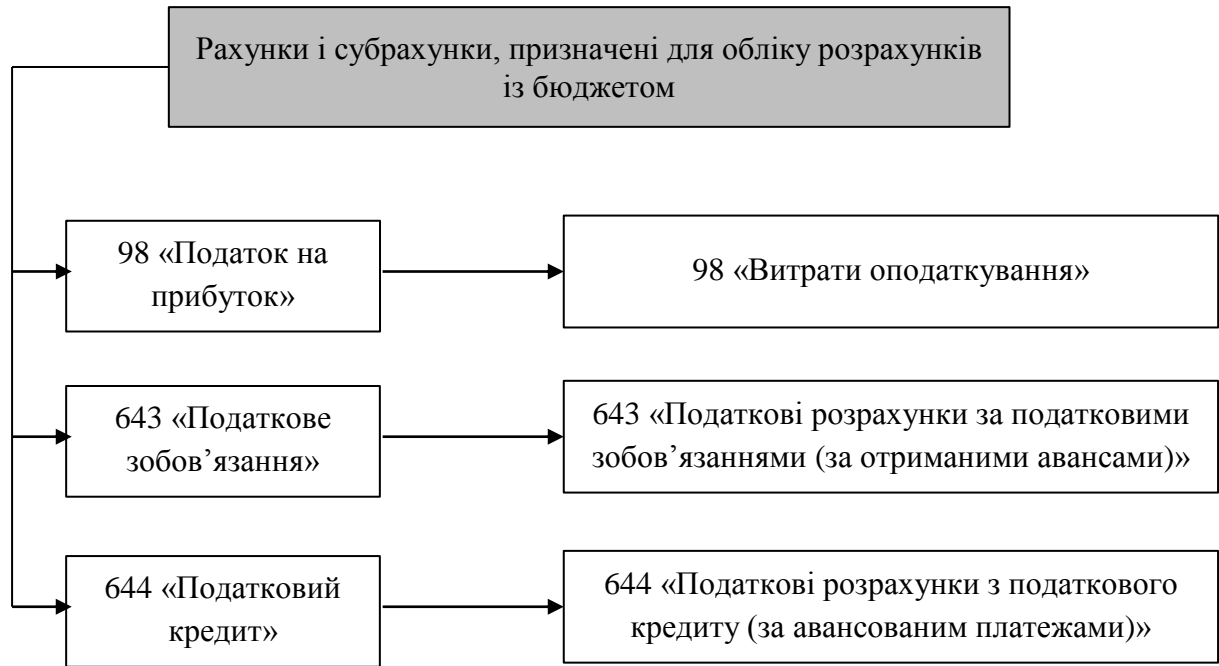 Рахунки і субрахунки, призначені для обліку розрахунків
із бюджетом
98 «Податок на
прибуток»
98 «Витрати оподаткування»
643 «Податкове
зобов’язання»
643 «Податкові розрахунки за податковими
зобов’язаннями (за отриманими авансами)»
644 «Податковий
кредит»
644 «Податкові розрахунки з податкового
кредиту (за авансованим платежами)»